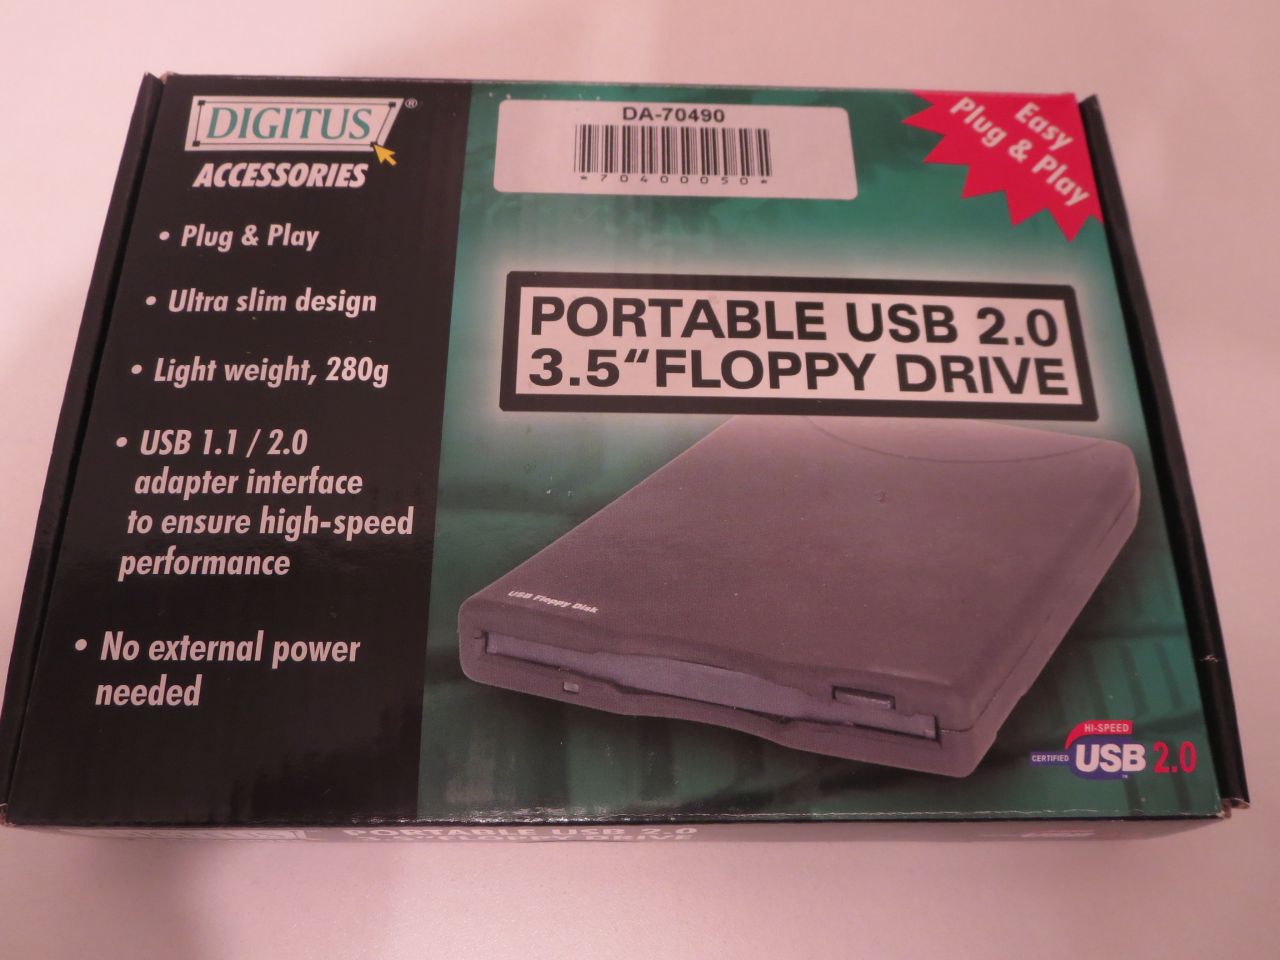 DIGITUS®
ACCESSORIES
• Plug & Play
• Ultra slim design
• Light weight, 280g
• USB 1.1 / 2.0
adapter interface
to ensure high-speed
performance
• No external power
needed
DA-70490
*70400050*
Easy
Plug & Play
PORTABLE USB 2.0
3.5“FLOPPY DRIVE
USB Floppy Disk
HI-SPEED
CERTIFIED USB 2.0
™
PORTABLE USB 2.0
3.5“FLOPPY DRIVE